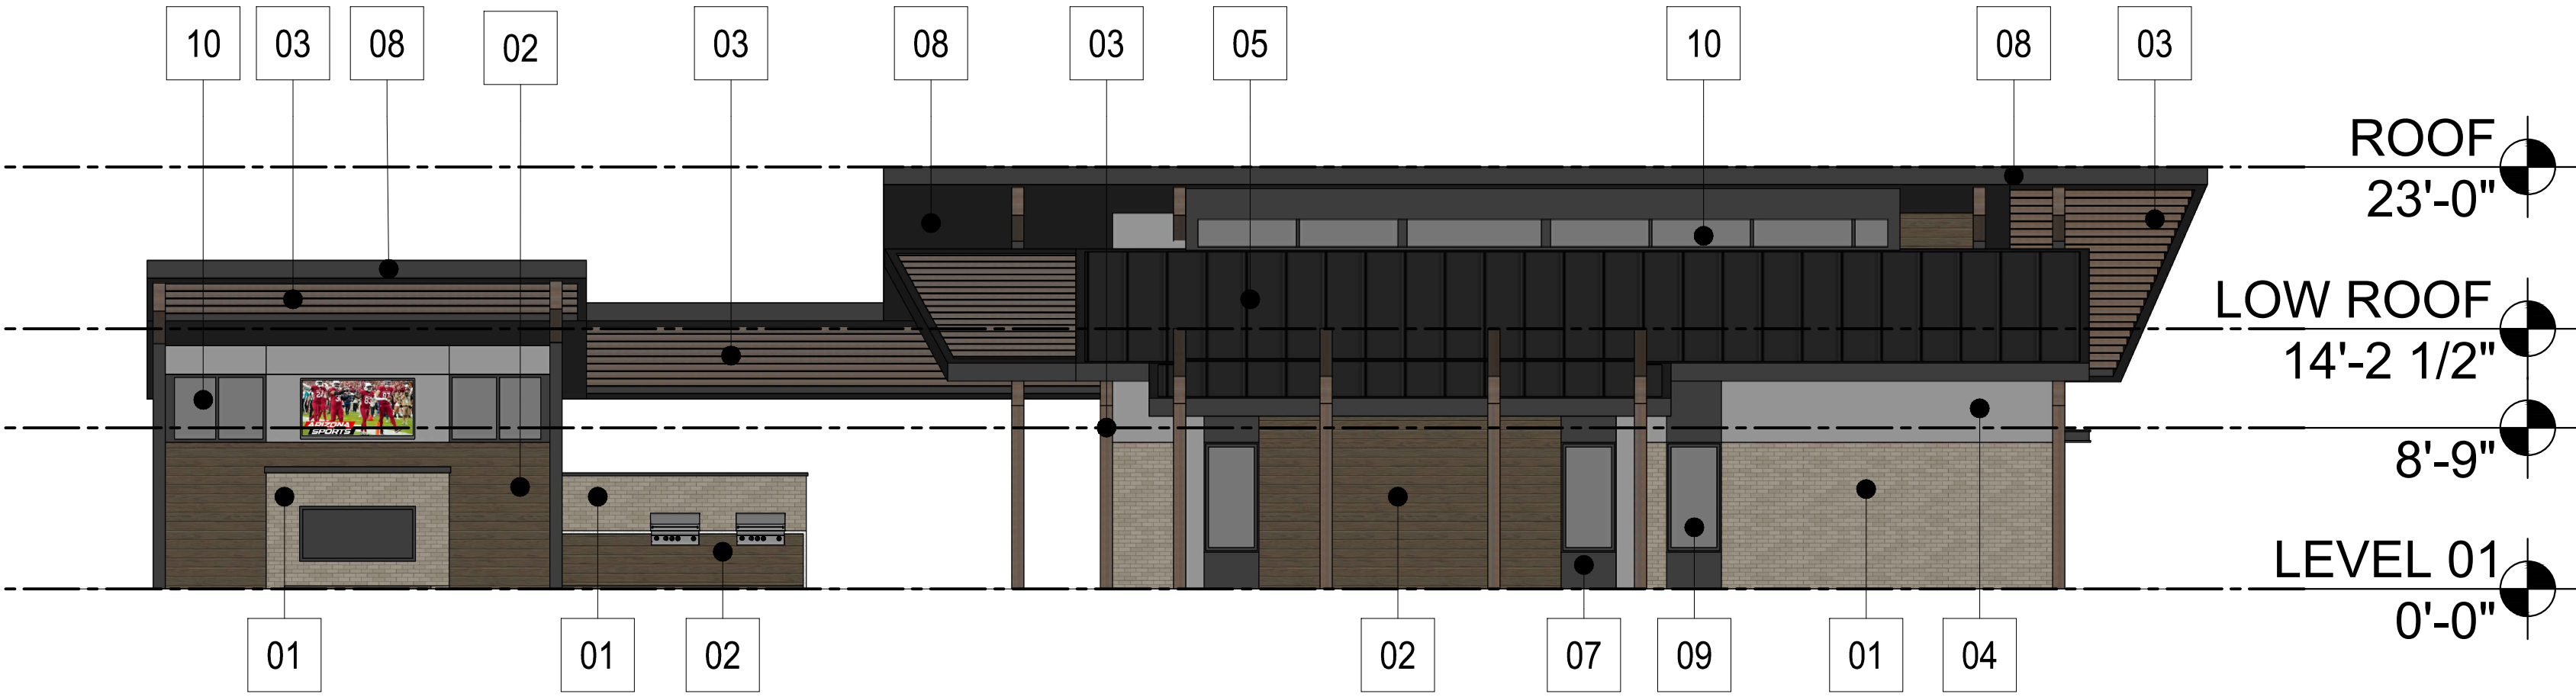 10 03 08 02 03 08 03 05 10 08 03
ROOF
23'-0"
LOW ROOF
14'-2 1/2"
ARIZONA
SPORTS
8'-9"
LEVEL 01
0'-0"
01 01 02 02 07 09 01 04